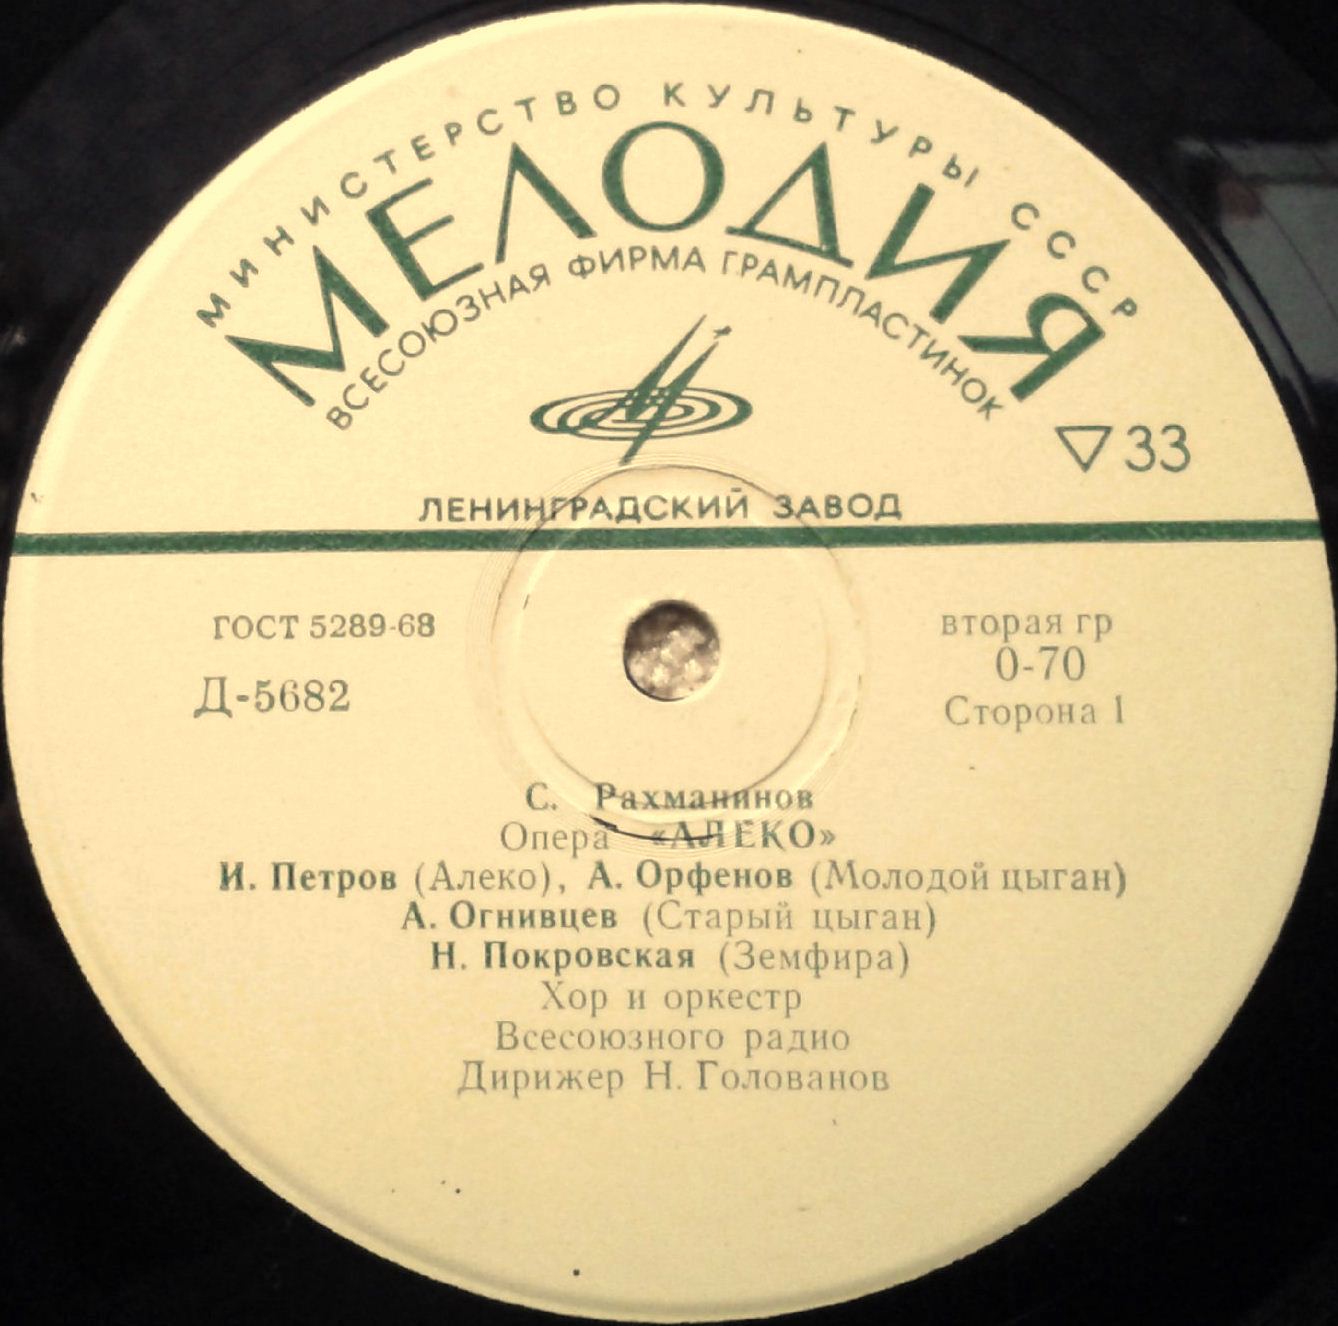 МИНИСТЕРСТВО КУЛЬТУРЫ СССР
МЕЛОДИЯ
ВСЕСОЮЗНАЯ ФИРМА ГРАМПЛАСТИНОК
33
ЛЕНИНГРАДСКИЙ ЗАВОД
ГОСТ 5289-68
вторая гр
Д-5682
0-70
Сторона 1
С. Рахманинов
Опера «АЛЕКО»
И. Петров (Алеко), А. Орфенов (Молодой цыган)
А. Огнивцев (Старый цыган)
Н. Покровская (Земфира)
Хор и оркестр
Всесоюзного радио
Дирижер Н. Голованов